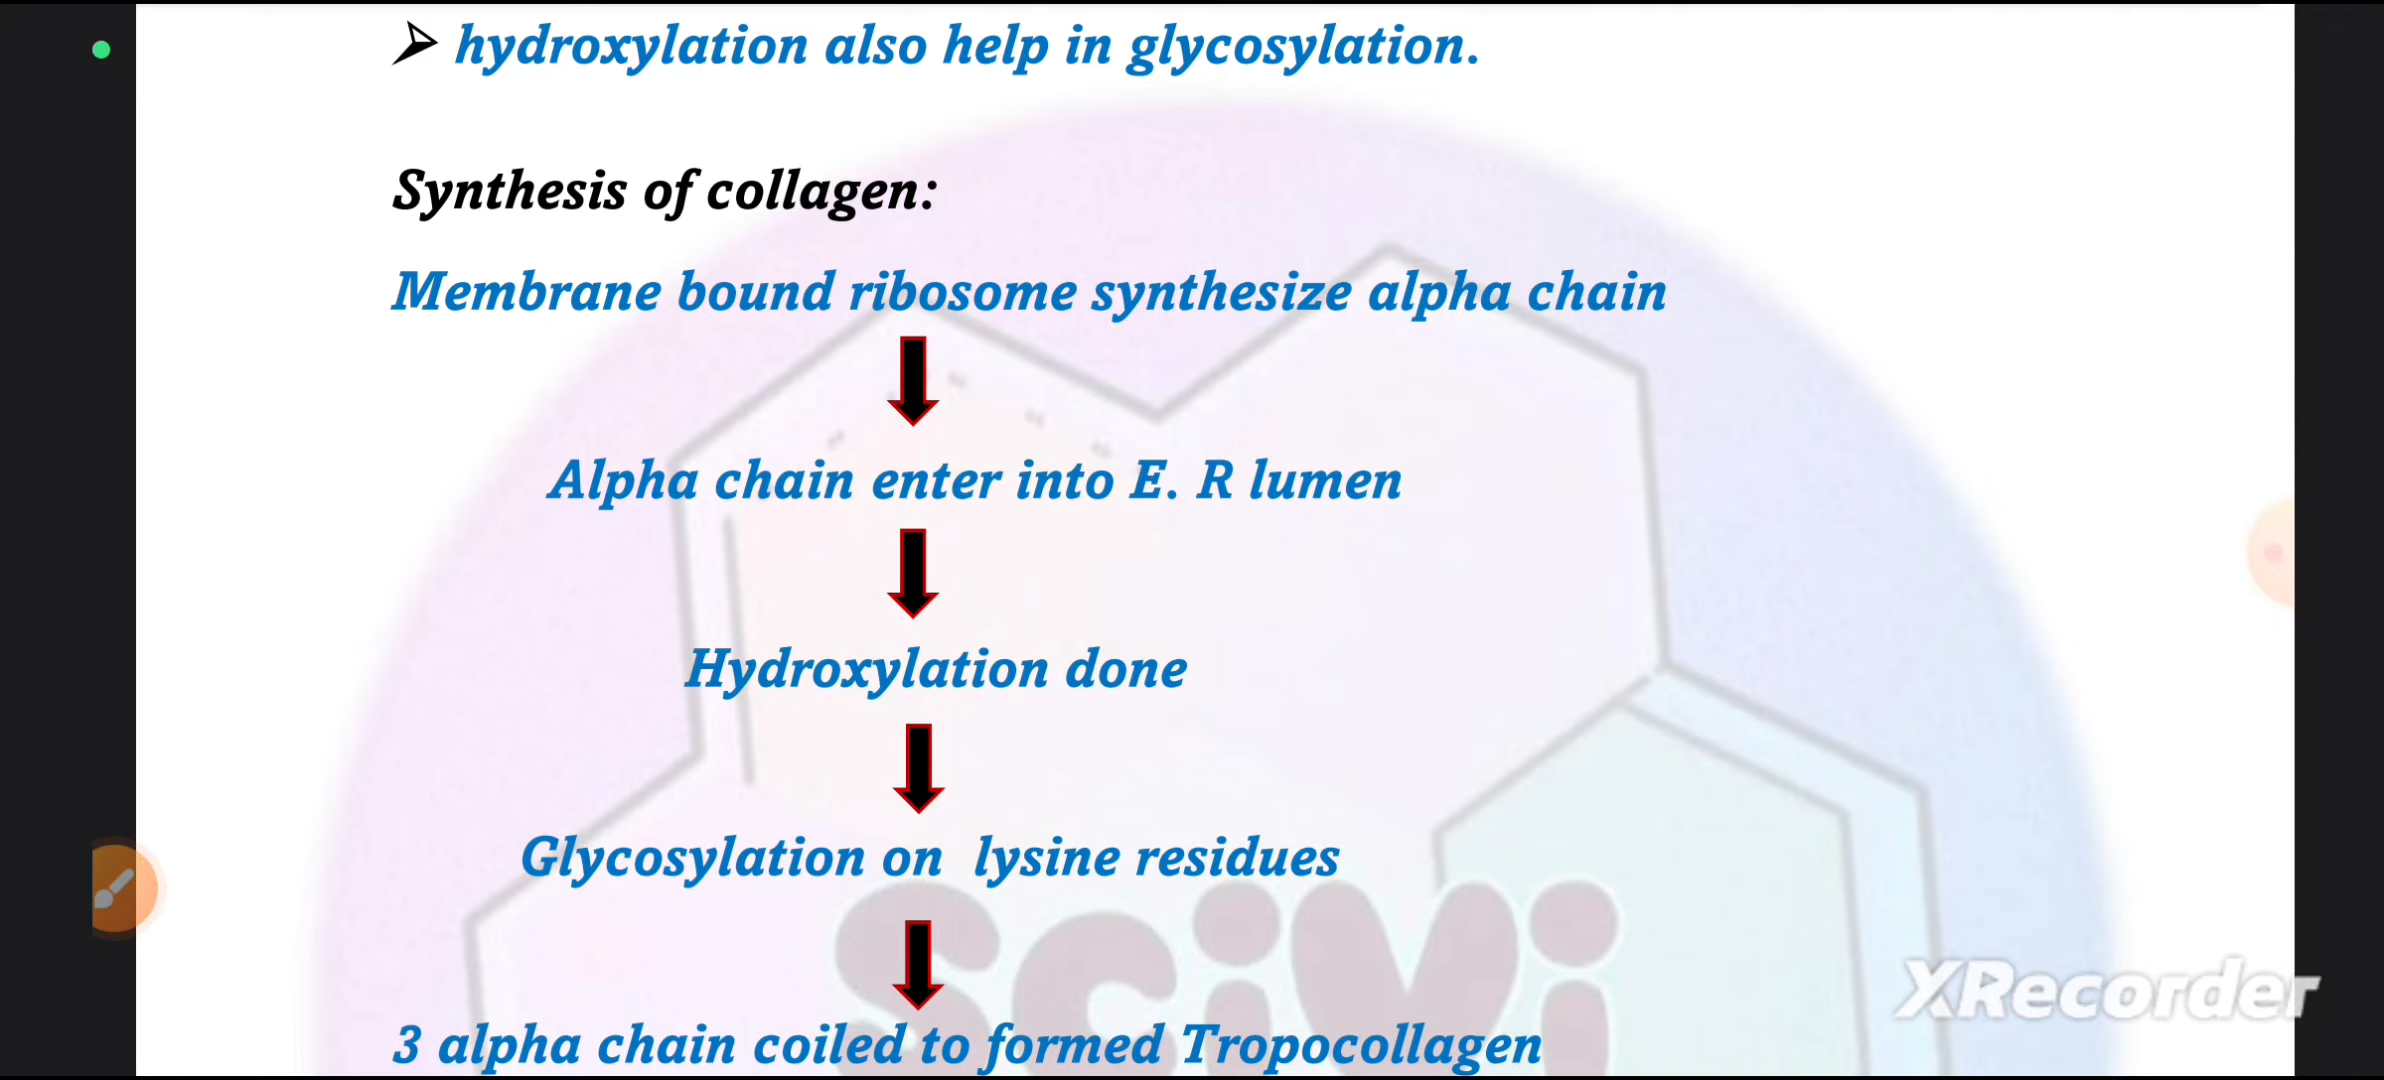 ➢ hydroxylation also help in glycosylation.
Synthesis of collagen:
Membrane bound ribosome synthesize alpha chain
Alpha chain enter into E. R lumen
Hydroxylation done
Glycosylation on lysine residues
SciVi
3 alpha chain coiled to formed Tropocollagen
XRecorder